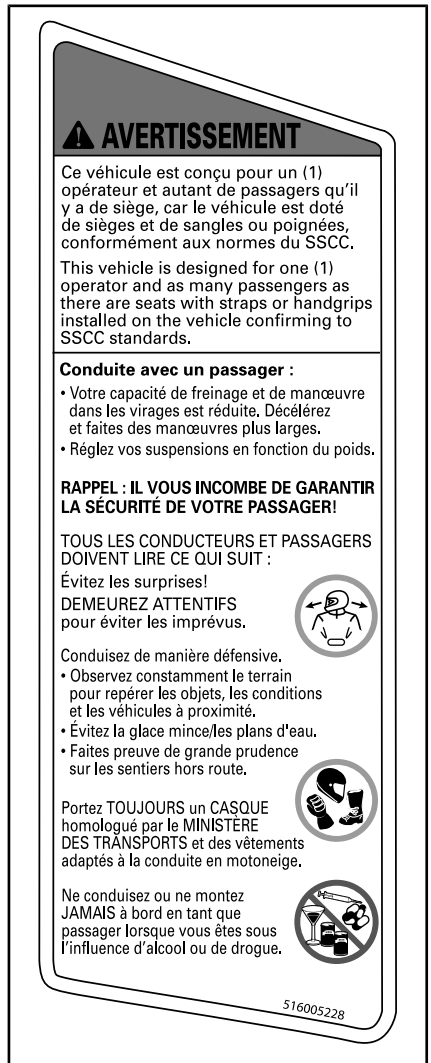 AVERTISSEMENT
Ce véhicule est conçu pour un (1)
opérateur et autant de passagers qu'il
y a de siège, car le véhicule est doté
de sièges et de sangles ou poignées,
conformément aux normes du SSCC.
This vehicle is designed for one (1)
operator and as many passengers as
there are seats with straps or handgrips
installed on the vehicle confirming to
SSCC standards.
Conduite avec un passager :
• Votre capacité de freinage et de manœuvre
dans les virages est réduite. Décélérez
et faites des manœuvres plus larges.
• Réglez vos suspensions en fonction du poids.
RAPPEL : IL VOUS INCOMBE DE GARANTIR
LA SÉCURITÉ DE VOTRE PASSAGER!
TOUS LES CONDUCTEURS ET PASSAGERS
DOIVENT LIRE CE QUI SUIT :
Évitez les surprises!
DEMEUREZ ATTENTIFS
pour éviter les imprévus.
Conduisez de manière défensive.
• Observez constamment le terrain
pour repérer les objets, les conditions
et les véhicules à proximité.
• Évitez la glace mince/les plans d'eau.
• Faites preuve de grande prudence
sur les sentiers hors route.
Portez TOUJOURS un CASQUE
homologué par le MINISTÈRE
DES TRANSPORTS et des vêtements
adaptés à la conduite en motoneige.
Ne conduisez ou ne montez
JAMAIS à bord en tant que
passager lorsque vous êtes sous
l'influence d'alcool ou de drogue.
516005228